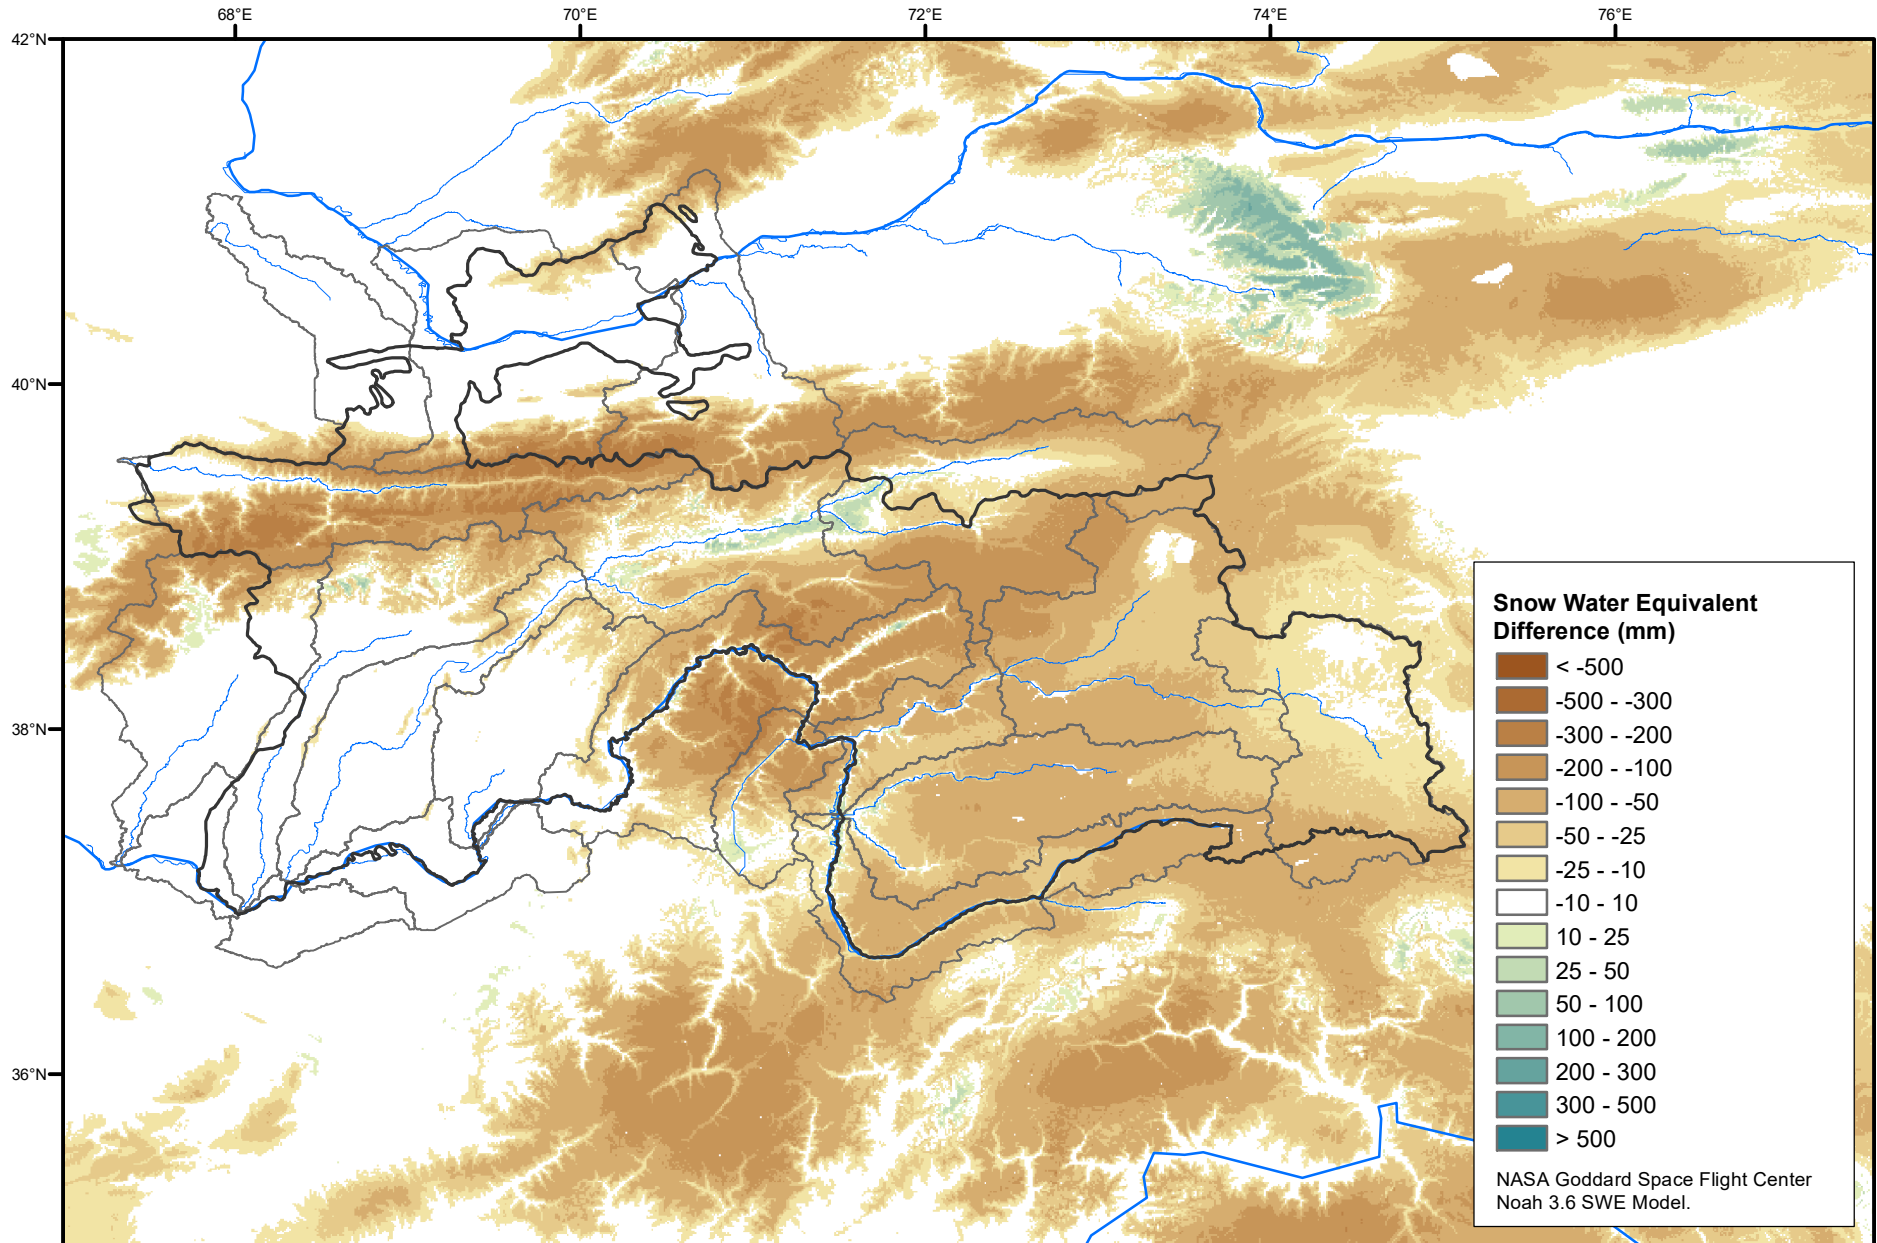 68°E
70°E
72°E
74°E
76°E
42°N
40°N
38°N
36°N
Snow Water Equivalent
Difference (mm)
< -500
-500 - -300
-300 - -200
-200 - -100
-100 - -50
-50 - -25
-25 - -10
-10 - 10
10 - 25
25 - 50
50 - 100
100 - 200
200 - 300
300 - 500
> 500
NASA Goddard Space Flight Center
Noah 3.6 SWE Model.